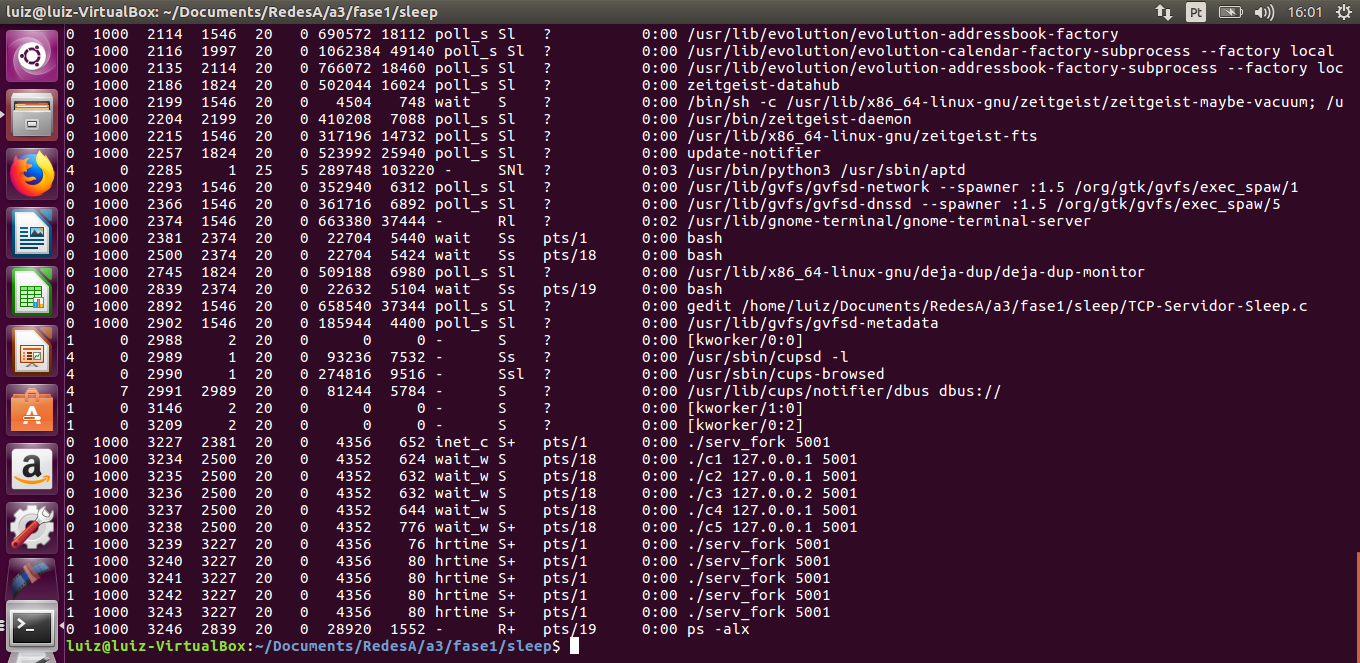 luiz@luiz-VirtualBox: ~/Documents/RedesA/a3/fase1/sleep Pt 16:01
0 1000 2114 1546 20 0 690572 18112 poll_s Sl ? 0:00 /usr/lib/evolution/evolution-addressbook-factory
0 1000 2116 1997 20 0 1062384 49140 poll_s Sl ? 0:00 /usr/lib/evolution/evolution-calendar-factory-subprocess --factory local
0 1000 2135 2114 20 0 766072 18460 poll_s Sl ? 0:00 /usr/lib/evolution/evolution-addressbook-factory-subprocess --factory loc
0 1000 2186 1824 20 0 502044 16024 poll_s Sl ? 0:00 zeitgeist-datahub
0 1000 2199 1546 20 0 4504 748 wait S ? 0:00 /bin/sh -c /usr/lib/x86_64-linux-gnu/zeitgeist/zeitgeist-maybe-vacuum; /u
0 1000 2204 2199 20 0 410208 7088 poll_s Sl ? 0:00 /usr/bin/zeitgeist-daemon
0 1000 2215 1546 20 0 317196 14732 poll_s Sl ? 0:00 /usr/lib/x86_64-linux-gnu/zeitgeist-fts
0 1000 2257 1824 20 0 523992 25940 poll_s Sl ? 0:00 update-notifier
4 0 2285 1 25 5 289748 103220 - SNl ? 0:03 /usr/bin/python3 /usr/sbin/aptd
0 1000 2293 1546 20 0 352940 6312 poll_s Sl ? 0:00 /usr/lib/gvfs/gvfsd-network --spawner :1.5 /org/gtk/gvfs/exec_spaw/1
0 1000 2366 1546 20 0 361716 6892 poll_s Sl ? 0:00 /usr/lib/gvfs/gvfsd-dnssd --spawner :1.5 /org/gtk/gvfs/exec_spaw/5
0 1000 2374 1546 20 0 663380 37444 - Rl ? 0:02 /usr/lib/gnome-terminal/gnome-terminal-server
0 1000 2381 2374 20 0 22704 5440 wait Ss pts/1 0:00 bash
0 1000 2500 2374 20 0 22704 5424 wait Ss pts/18 0:00 bash
0 1000 2745 1824 20 0 509188 6980 poll_s Sl ? 0:00 /usr/lib/x86_64-linux-gnu/deja-dup/deja-dup-monitor
0 1000 2839 2374 20 0 22632 5104 wait Ss pts/19 0:00 bash
0 1000 2892 1546 20 0 658540 37344 poll_s Sl ? 0:00 gedit /home/luiz/Documents/RedesA/a3/fase1/sleep/TCP-Servidor-Sleep.c
0 1000 2902 1546 20 0 185944 4400 poll_s Sl ? 0:00 /usr/lib/gvfs/gvfsd-metadata
1 0 2988 2 20 0 0 0 - S ? 0:00 [kworker/0:0]
4 0 2989 1 20 0 93236 7532 - Ss ? 0:00 /usr/sbin/cupsd -l
4 0 2990 1 20 0 274816 9516 - Ssl ? 0:00 /usr/sbin/cups-browsed
4 7 2991 2989 20 0 81244 5784 - S ? 0:00 /usr/lib/cups/notifier/dbus dbus://
1 0 3146 2 20 0 0 0 - S ? 0:00 [kworker/1:0]
1 0 3209 2 20 0 0 0 - S ? 0:00 [kworker/0:2]
0 1000 3227 2381 20 0 4356 652 inet_c S+ pts/1 0:00 ./serv_fork 5001
0 1000 3234 2500 20 0 4352 624 wait_w S pts/18 0:00 ./c1 127.0.0.1 5001
0 1000 3235 2500 20 0 4352 632 wait_w S pts/18 0:00 ./c2 127.0.0.1 5001
0 1000 3236 2500 20 0 4352 632 wait_w S pts/18 0:00 ./c3 127.0.0.2 5001
0 1000 3237 2500 20 0 4352 644 wait_w S pts/18 0:00 ./c4 127.0.0.1 5001
0 1000 3238 2500 20 0 4352 776 wait_w S+ pts/18 0:00 ./c5 127.0.0.1 5001
1 1000 3239 3227 20 0 4356 76 hrtime S+ pts/1 0:00 ./serv_fork 5001
1 1000 3240 3227 20 0 4356 80 hrtime S+ pts/1 0:00 ./serv_fork 5001
1 1000 3241 3227 20 0 4356 80 hrtime S+ pts/1 0:00 ./serv_fork 5001
1 1000 3242 3227 20 0 4356 80 hrtime S+ pts/1 0:00 ./serv_fork 5001
1 1000 3243 3227 20 0 4356 80 hrtime S+ pts/1 0:00 ./serv_fork 5001
0 1000 3246 2839 20 0 28920 1552 - R+ pts/19 0:00 ps -alx
luiz@luiz-VirtualBox:~/Documents/RedesA/a3/fase1/sleep$